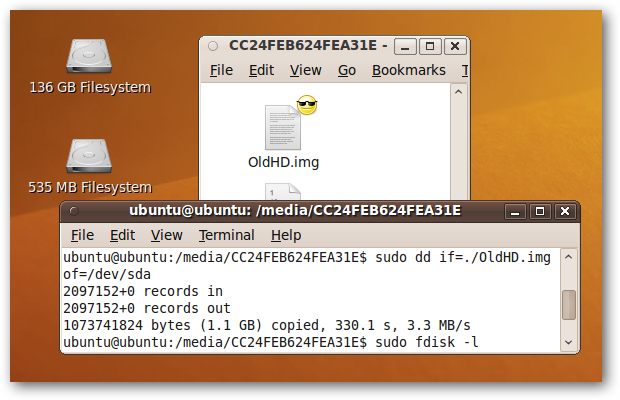 136 GB Filesystem
535 MB Filesystem
CC24FEB624FEA31E -
File Edit View Go Bookmarks T
OldHD.img
1
ubuntu@ubuntu: /media/CC24FEB624FEA31E
File Edit View Terminal Help
ubuntu@ubuntu:/media/CC24FEB624FEA31E$ sudo dd if=./OldHD.img
of=/dev/sda
2097152+0 records in
2097152+0 records out
1073741824 bytes (1.1 GB) copied, 330.1 s, 3.3 MB/s
ubuntu@ubuntu:/media/CC24FEB624FEA31E$ sudo fdisk -l